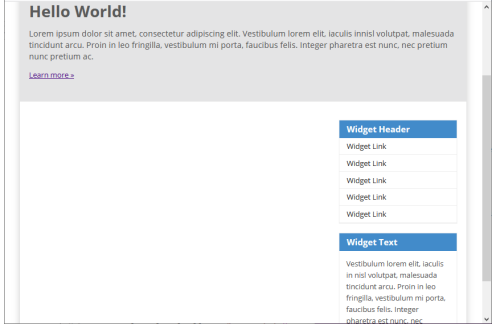 Hello World!
Lorem ipsum dolor sit amet, consectetur adipiscing elit. Vestibulum lorem elit, iaculis innisl volutpat, malesuada
tincidunt arcu. Proin in leo fringilla, vestibulum mi porta, faucibus felis. Integer pharetra est nunc, nec pretium
nunc pretium ac.
Learn more »
Widget Header
Widget Link
Widget Link
Widget Link
Widget Link
Widget Link
Widget Text
Vestibulum lorem elit, iaculis
in nisl volutpat, malesuada
tincidunt arcu. Proin in leo
fringilla, vestibulum mi porta,
faucibus felis. Integer
pharetra est nunc, nec